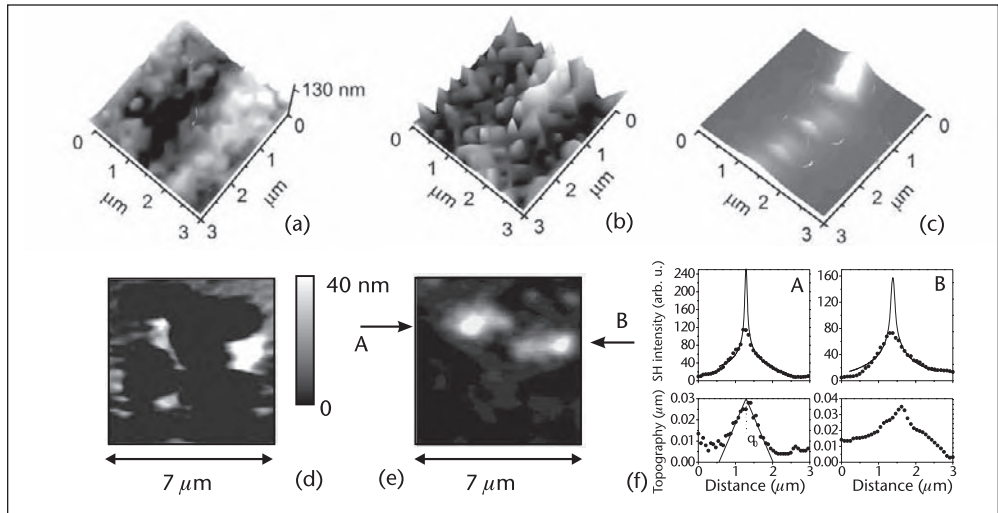 130 nm
0
0
1
1
2
2
3
3
μm
μm
(a)
0
0
1
1
2
2
3
3
μm
μm
(b)
0
0
1
1
2
2
3
3
μm
μm
(c)
40 nm
0
7 μm
(d)
A
B
7 μm
(e)
SH intensity (arb. u.)
250
200
160
120
80
40
0
A
160
120
80
40
0
B
Topography (μm)
0.03
0.02
0.01
0.00
q₀
0 1 2 3
Distance (μm)
0.04
0.03
0.02
0.01
0.00
0 1 2 3
Distance (μm)
(f)